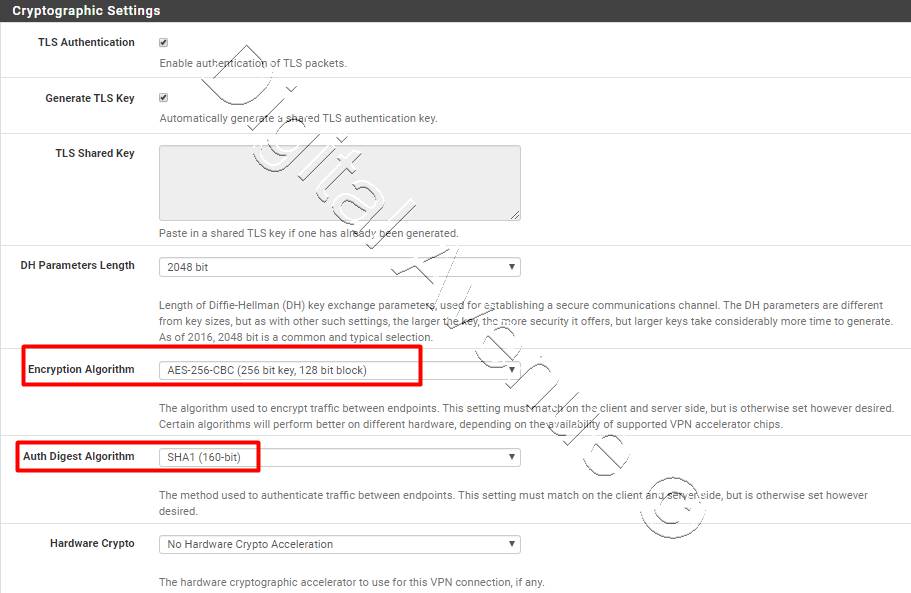 Cryptographic Settings
TLS Authentication
Enable authentication of TLS packets.
Generate TLS Key
Automatically generate a shared TLS authentication key.
TLS Shared Key
Paste in a shared TLS key if one has already been generated.
DH Parameters Length
2048 bit
Length of Diffie-Hellman (DH) key exchange parameters, used for establishing a secure communications channel. The DH parameters are different
from key sizes, but as with other such settings, the larger the key, the more security it offers, but larger keys take considerably more time to generate.
As of 2016, 2048 bit is a common and typical selection.
Encryption Algorithm
AES-256-CBC (256 bit key, 128 bit block)
The algorithm used to encrypt traffic between endpoints. This setting must match on the client and server side, but is otherwise set however desired.
Certain algorithms will perform better on different hardware, depending on the availability of supported VPN accelerator chips.
Auth Digest Algorithm
SHA1 (160-bit)
The method used to authenticate traffic between endpoints. This setting must match on the client and server side, but is otherwise set however
desired.
Hardware Crypto
No Hardware Crypto Acceleration
The hardware cryptographic accelerator to use for this VPN connection, if any.